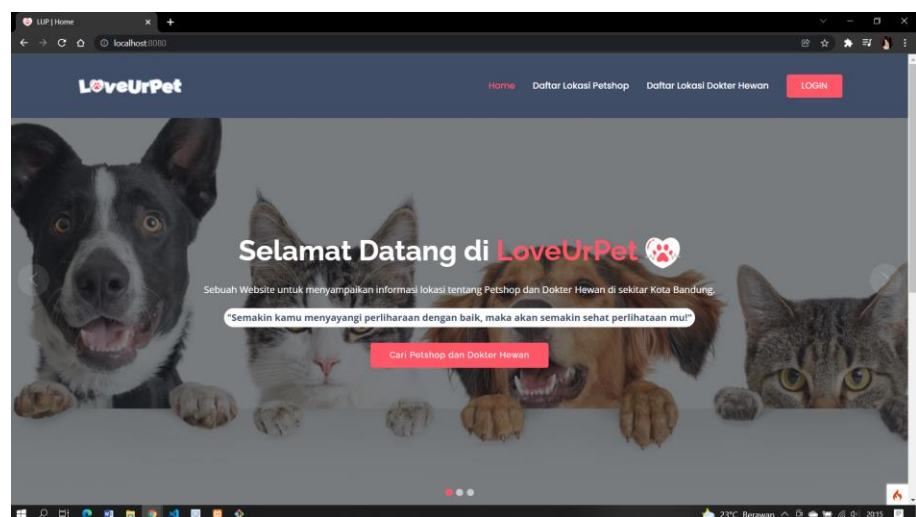 LUP | Home
localhost:8080
LoveUrPet
Home Daftar Lokasi Petshop Daftar Lokasi Dokter Hewan LOGIN
Selamat Datang di LoveUrPet
Sebuah Website untuk menyampaikan informasi lokasi tentang Petshop dan Dokter Hewan di sekitar Kota Bandung.
"Semakin kamu menyayangi perliharaan dengan baik, maka akan semakin sehat perlihataan mu!"
Cari Petshop dan Dokter Hewan
23°C Berawan 20:15